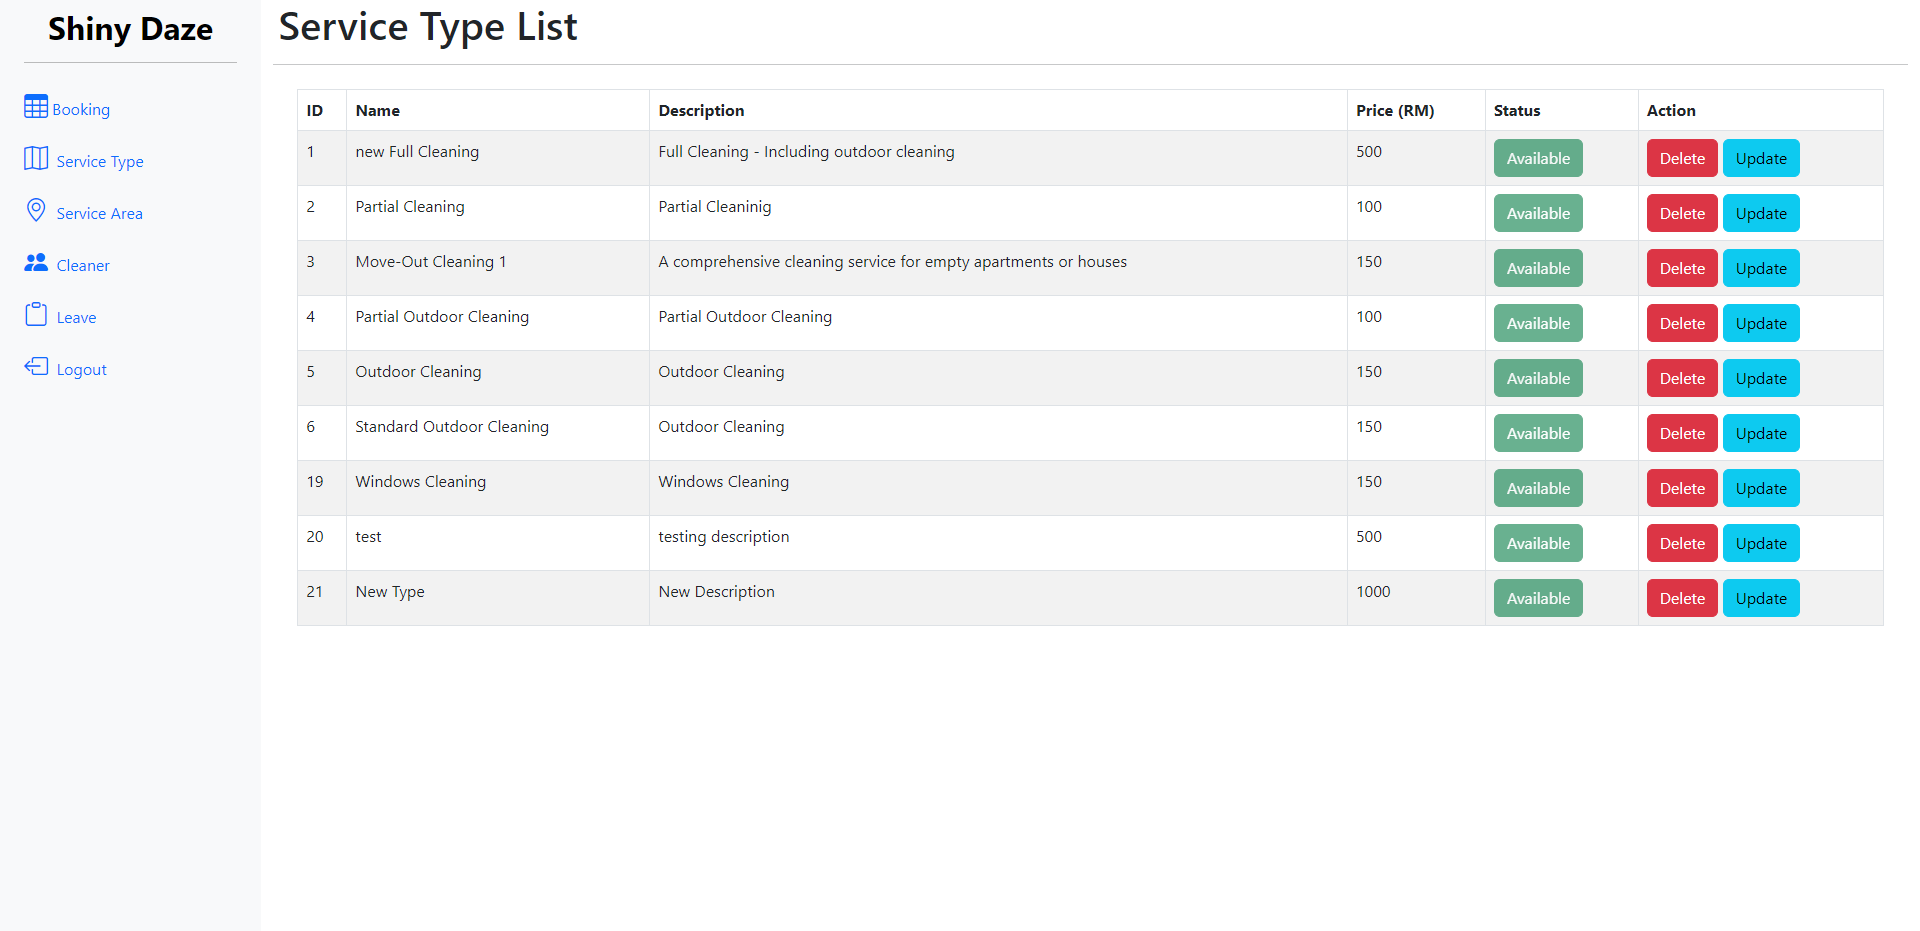 Shiny Daze
Booking
Service Type
Service Area
Cleaner
Leave
Logout
Service Type List
ID Name Description Price (RM) Status Action
1 new Full Cleaning Full Cleaning - Including outdoor cleaning 500 Available Delete Update
2 Partial Cleaning Partial Cleaninig 100 Available Delete Update
3 Move-Out Cleaning 1 A comprehensive cleaning service for empty apartments or houses 150 Available Delete Update
4 Partial Outdoor Cleaning Partial Outdoor Cleaning 100 Available Delete Update
5 Outdoor Cleaning Outdoor Cleaning 150 Available Delete Update
6 Standard Outdoor Cleaning Outdoor Cleaning 150 Available Delete Update
19 Windows Cleaning Windows Cleaning 150 Available Delete Update
20 test testing description 500 Available Delete Update
21 New Type New Description 1000 Available Delete Update